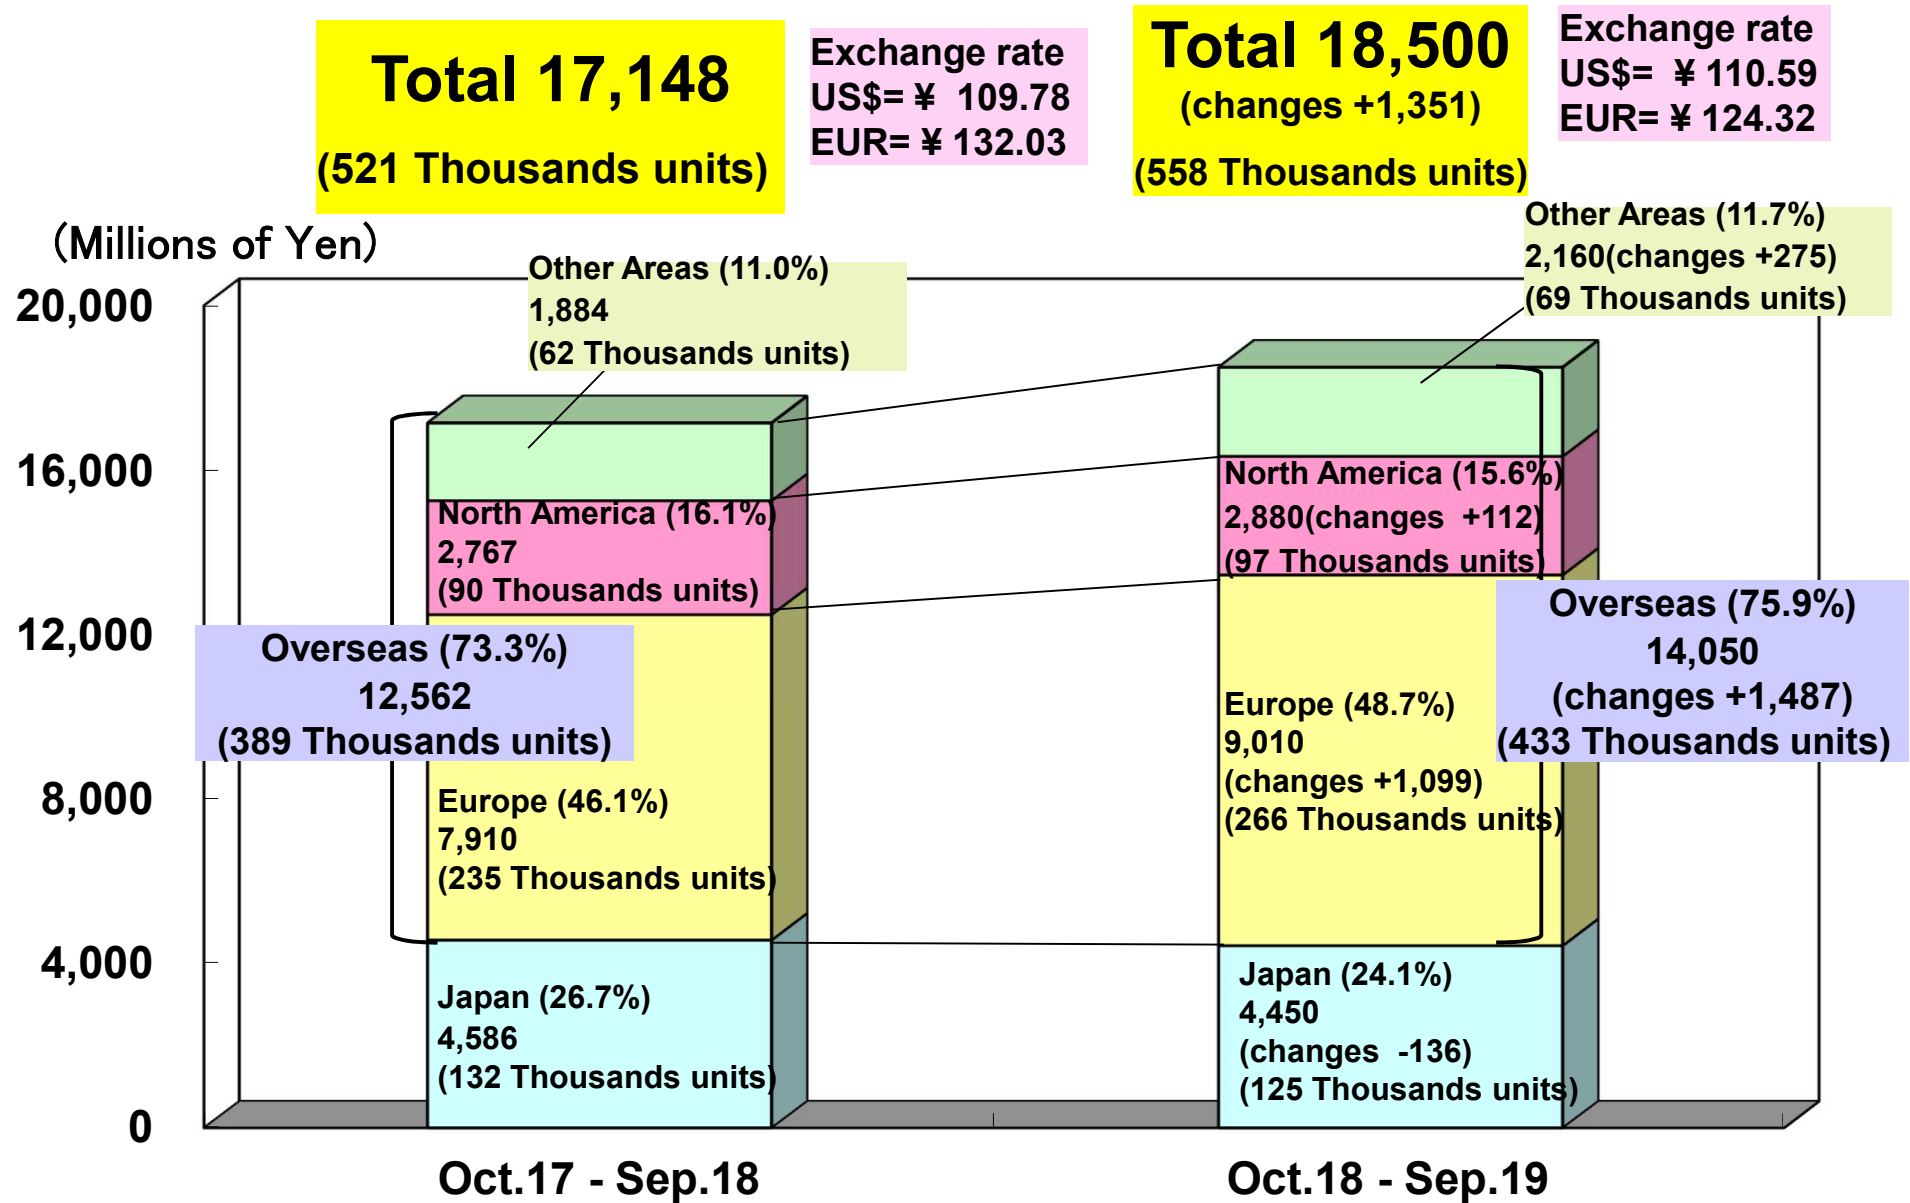 Total 17,148
(521 Thousands units)
Exchange rate
US$= ¥ 109.78
EUR= ¥ 132.03
Total 18,500
(changes +1,351)
(558 Thousands units)
Exchange rate
US$= ¥ 110.59
EUR= ¥ 124.32
(Millions of Yen)
20,000
16,000
12,000
8,000
4,000
0
Other Areas (11.0%)
1,884
(62 Thousands units)
North America (16.1%)
2,767
(90 Thousands units)
Overseas (73.3%)
12,562
(389 Thousands units)
Europe (46.1%)
7,910
(235 Thousands units)
Japan (26.7%)
4,586
(132 Thousands units)
Other Areas (11.7%)
2,160(changes +275)
(69 Thousands units)
North America (15.6%)
2,880(changes +112)
(97 Thousands units)
Overseas (75.9%)
14,050
(changes +1,487)
(433 Thousands units)
Europe (48.7%)
9,010
(changes +1,099)
(266 Thousands units)
Japan (24.1%)
4,450
(changes -136)
(125 Thousands units)
Oct.17 - Sep.18
Oct.18 - Sep.19